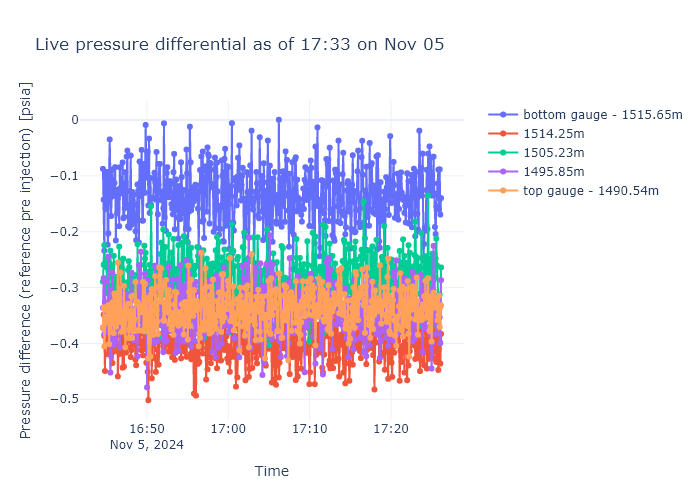 Live pressure differential as of 17:33 on Nov 05
Pressure difference (reference pre injection) [psia]
0
−0.1
−0.2
−0.3
−0.4
−0.5
16:50
Nov 5, 2024
17:00
17:10
17:20
Time
bottom gauge - 1515.65m
1514.25m
1505.23m
1495.85m
top gauge - 1490.54m